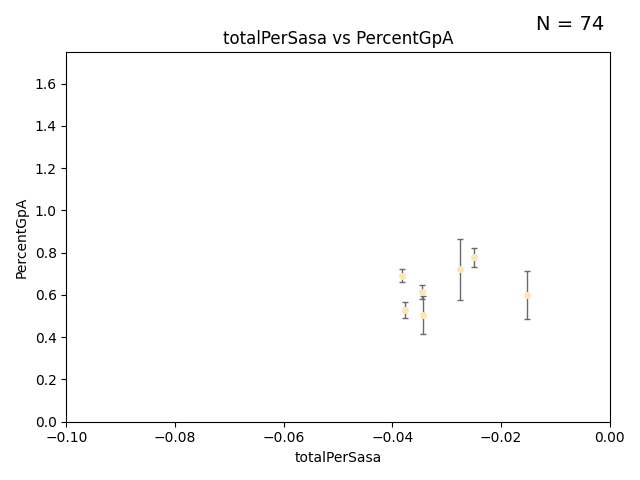 N = 74
totalPerSasa vs PercentGpA
PercentGpA
1.6
1.4
1.2
1.0
0.8
0.6
0.4
0.2
0.0
−0.10 −0.08 −0.06 −0.04 −0.02 0.00
totalPerSasa